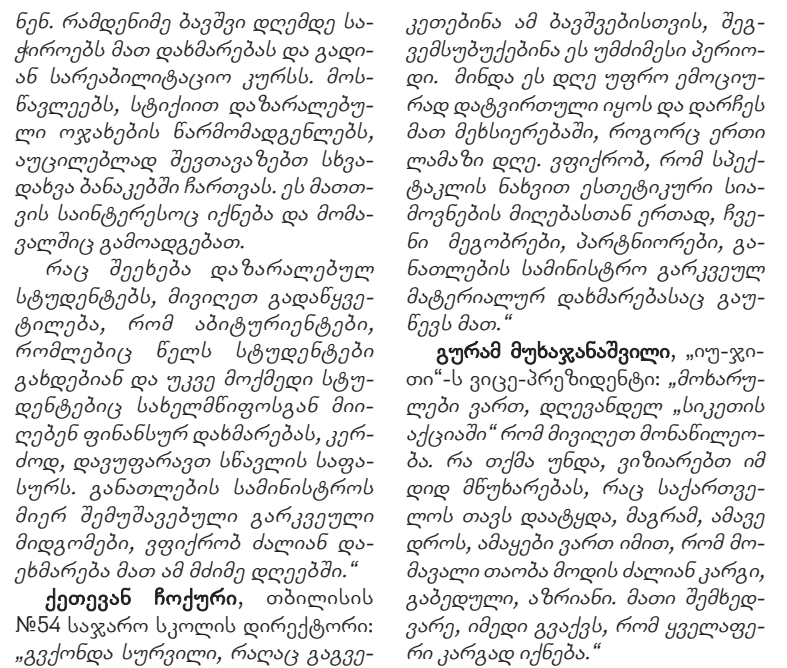 ნენ. რამდენიმე ბავშვი დღემდე სა-
ჭიროებს მათ დახმარებას და გადი-
ან სარეაბილიტაციო კურსს. მოს-
წავლეებს, სტიქიით დაზარალებუ-
ლი ოჯახების წარმომადგენლებს,
აუცილებლად შევთავაზებთ სხვა-
დახვა ბანაკებში ჩართვას. ეს მათთ-
ვის საინტერესოც იქნება და მომა-
ვალშიც გამოადგებათ.
რაც შეეხება დაზარალებულ
სტუდენტებს, მივიღეთ გადაწყვე-
ტილება, რომ აბიტურიენტები,
რომლებიც წელს სტუდენტები
გახდებიან და უკვე მოქმედი სტუ-
დენტებიც სახელმწიფოსგან მიი-
ღებენ ფინანსურ დახმარებას, კერ-
ძოდ, დავუფარავთ სწავლის საფა-
სურს. განათლების სამინისტროს
მიერ შემუშავებული გარკვეული
მიდგომები, ვფიქრობ ძალიან და-
ეხმარება მათ ამ მძიმე დღეებში.“
ქეთევან ჩოქური, თბილისის
№54 საჯარო სკოლის დირექტორი:
„გვქონდა სურვილი, რაღაც გაგვე-
კეთებინა ამ ბავშვებისთვის, შეგ-
ვემსუბუქებინა ეს უმძიმესი პერიო-
დი. მინდა ეს დღე უფრო ემოციუ-
რად დატვირთული იყოს და დარჩეს
მათ მეხსიერებაში, როგორც ერთი
ლამაზი დღე. ვფიქრობ, რომ სპექ-
ტაკლის ნახვით ესთეტიკური სია-
მოვნების მიღებასთან ერთად, ჩვე-
ნი მეგობრები, პარტნიორები, გა-
ნათლების სამინისტრო გარკვეულ
მატერიალურ დახმარებასაც გაუ-
წევს მათ.“
გურამ მუხაჯანაშვილი, „იუ-ჯი-
თი“-ს ვიცე-პრეზიდენტი: „მოხარუ-
ლები ვართ, დღევანდელ „სიკეთის
აქციაში“ რომ მივიღეთ მონაწილეო-
ბა. რა თქმა უნდა, ვიზიარებთ იმ
დიდ მწუხარებას, რაც საქართვე-
ლოს თავს დაატყდა, მაგრამ, ამავე
დროს, ამაყები ვართ იმით, რომ მო-
მავალი თაობა მოდის ძალიან კარგი,
გაბედული, აზრიანი. მათი შემხედ-
ვარე, იმედი გვაქვს, რომ ყველაფე-
რი კარგად იქნება.“